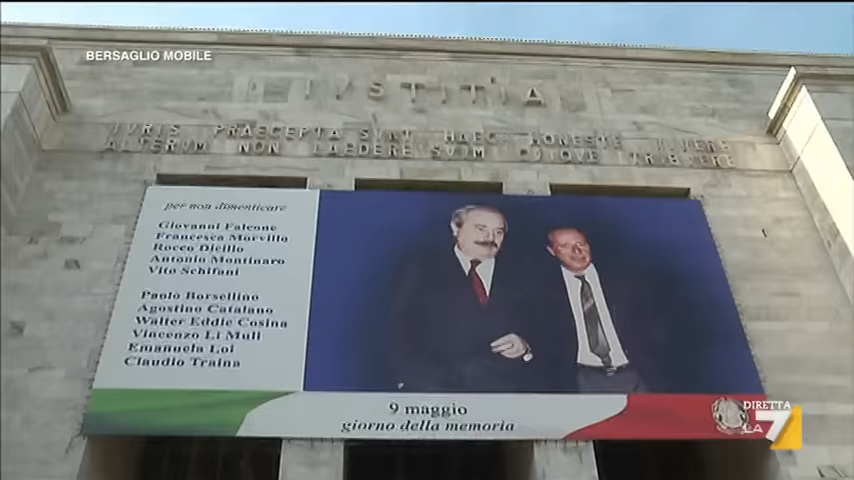 BERSAGLIO MOBILE
IVSTITIA
IVRIS PRAECEPTA SVNT HAEC HONESTE VIVERE
ALTERVM NON LAEDERE SVVM CVIQVE TRIBVERE
per non dimenticare
Giovanni Falcone
Francesca Morvillo
Rocco Dicillo
Antonio Montinaro
Vito Schifani
Paolo Borsellino
Agostino Catalano
Walter Eddie Cosina
Vincenzo Li Muli
Emanuela Loi
Claudio Traina
9 maggio
giorno della memoria
DIRETTA
LA7